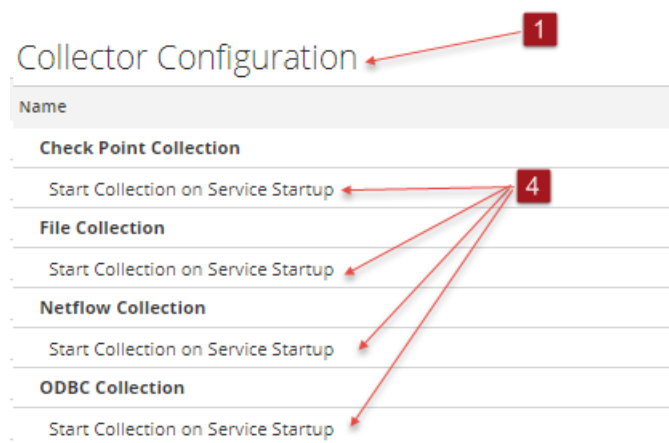 1
Collector Configuration
Name
Check Point Collection
Start Collection on Service Startup
4
File Collection
Start Collection on Service Startup
Netflow Collection
Start Collection on Service Startup
ODBC Collection
Start Collection on Service Startup